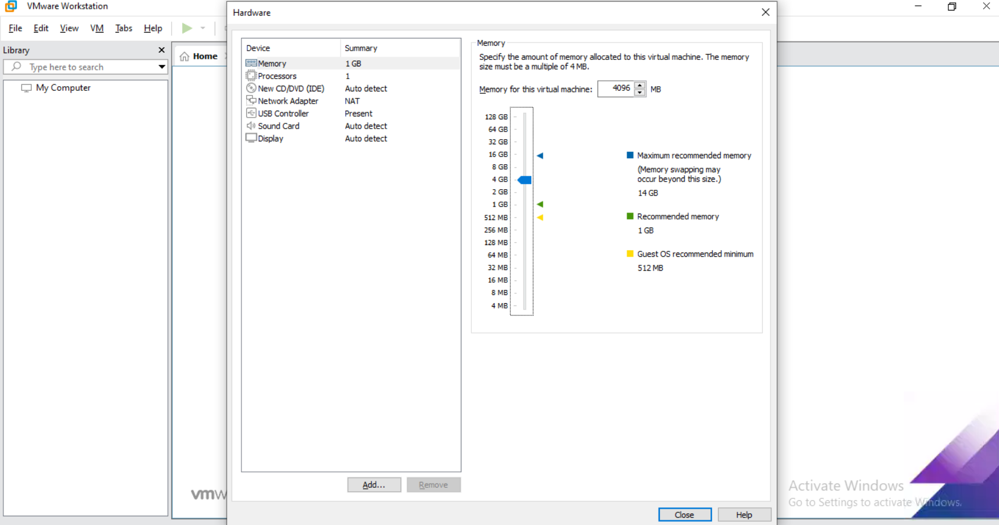 VMware Workstation
File Edit View VM Tabs Help
Library
Type here to search
My Computer
Home
vmw
Hardware
Device Summary
Memory 1 GB
Processors 1
New CD/DVD (IDE) Auto detect
Network Adapter NAT
USB Controller Present
Sound Card Auto detect
Display Auto detect
Add... Remove
Memory
Specify the amount of memory allocated to this virtual machine. The memory
size must be a multiple of 4 MB.
Memory for this virtual machine: 4096 MB
128 GB
64 GB
32 GB
16 GB
8 GB
4 GB
2 GB
1 GB
512 MB
256 MB
128 MB
64 MB
32 MB
16 MB
8 MB
4 MB
Maximum recommended memory
(Memory swapping may
occur beyond this size.)
14 GB
Recommended memory
1 GB
Guest OS recommended minimum
512 MB
Close Help
Activate Windows
Go to Settings to activate Windows.